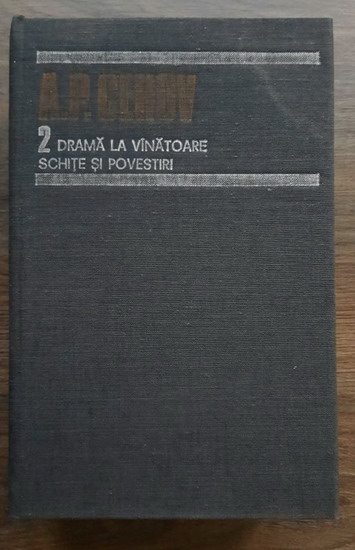 A.P. CEHOV
2 DRAMĂ LA VÎNĂTOARE
SCHIȚE ȘI POVESTIRI